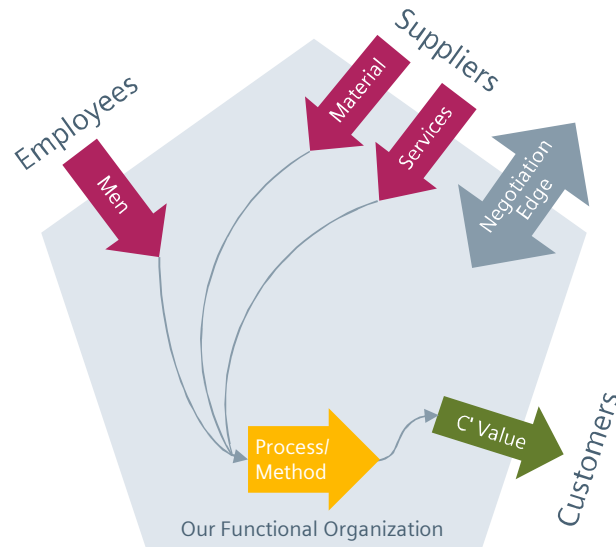 Employees
Suppliers
Material
Services
Men
Negotiation
Edge
Process/
Method
C' Value
Customers
Our Functional Organization